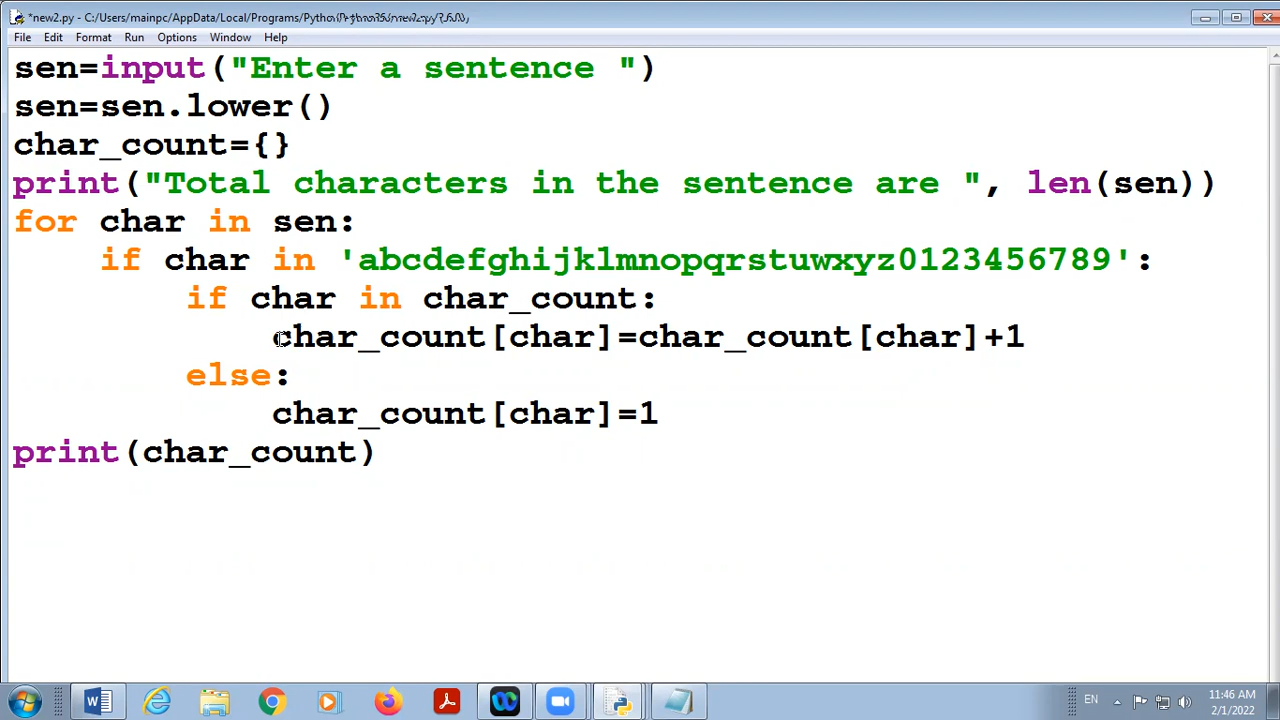 *new2.py - C:/Users/mainpc/AppData/Local/Programs/Python/
File Edit Format Run Options Window Help
sen=input("Enter a sentence ")
sen=sen.lower()
char_count={}
print("Total characters in the sentence are ", len(sen))
for char in sen:
    if char in 'abcdefghijklmnopqrstuwxyz0123456789':
        if char in char_count:
            char_count[char]=char_count[char]+1
        else:
            char_count[char]=1
print(char_count)
EN
11:46 AM
2/1/2022